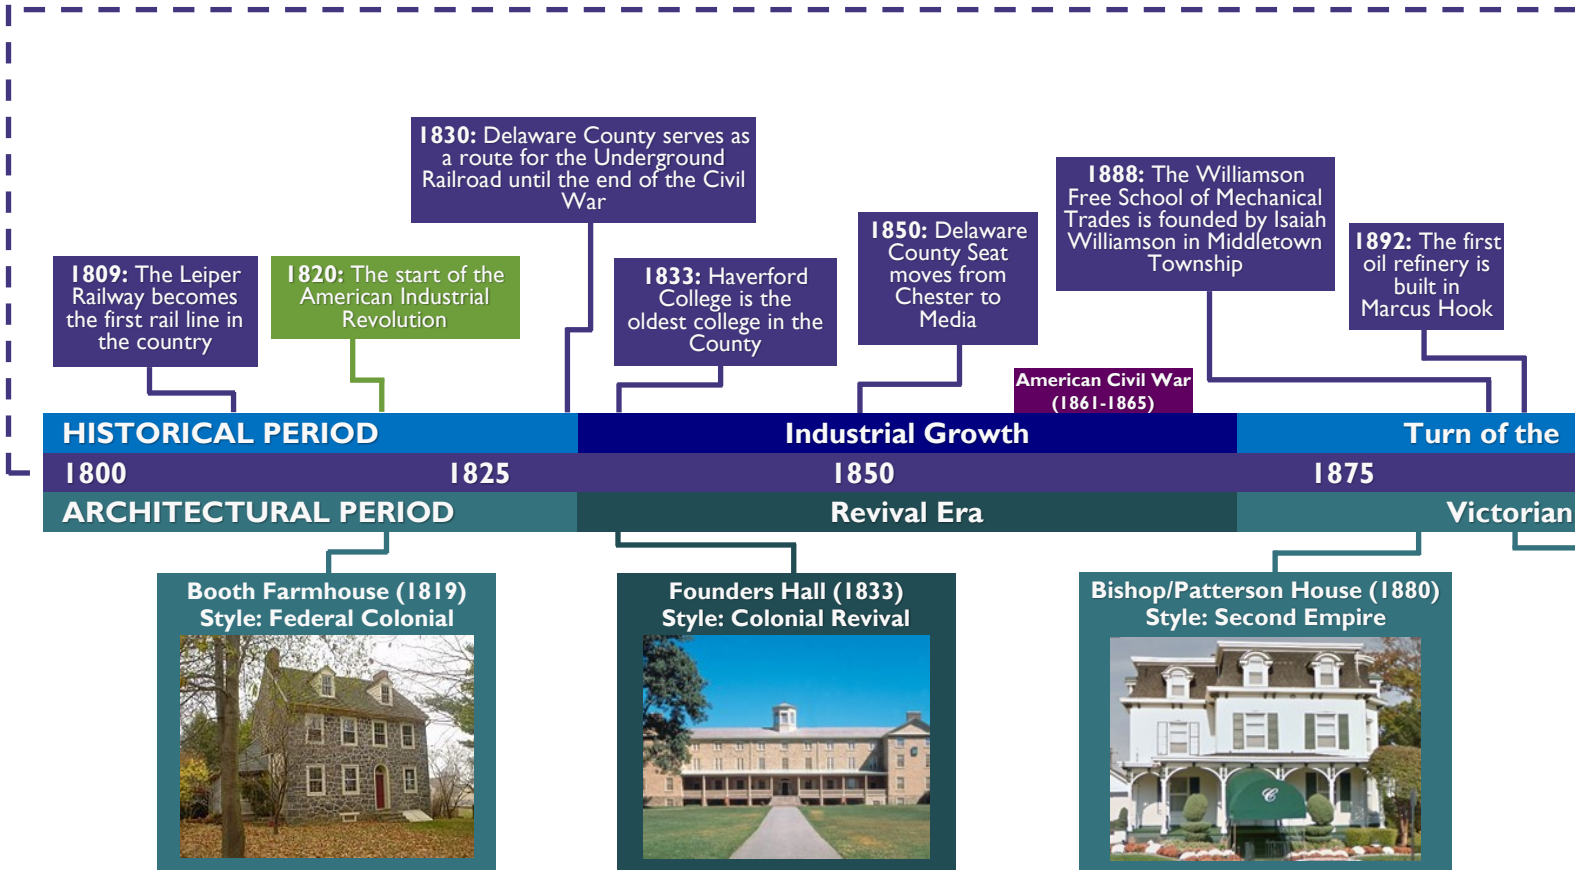 1830: Delaware County serves as
a route for the Underground
Railroad until the end of the Civil
War
1888: The Williamson
Free School of Mechanical
Trades is founded by Isaiah
Williamson in Middletown
Township
1850: Delaware
County Seat
moves from
Chester to
Media
1892: The first
oil refinery is
built in
Marcus Hook
1809: The Leiper
Railway becomes
the first rail line in
the country
1820: The start of the
American Industrial
Revolution
1833: Haverford
College is the
oldest college in the
County
American Civil War
(1861-1865)
HISTORICAL PERIOD Industrial Growth Turn of the
1800 1825 1850 1875
ARCHITECTURAL PERIOD Revival Era Victorian
Booth Farmhouse (1819)
Style: Federal Colonial
Founders Hall (1833)
Style: Colonial Revival
Bishop/Patterson House (1880)
Style: Second Empire
C